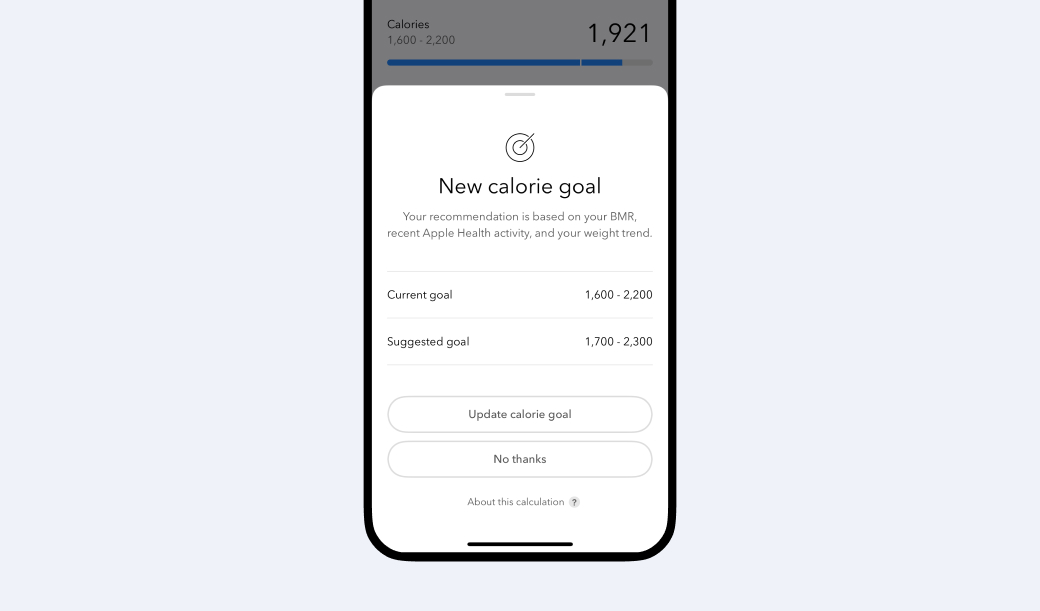 Calories
1,600 - 2,200
1,921
New calorie goal
Your recommendation is based on your BMR,
recent Apple Health activity, and your weight trend.
Current goal 1,600 - 2,200
Suggested goal 1,700 - 2,300
Update calorie goal
No thanks
About this calculation ?